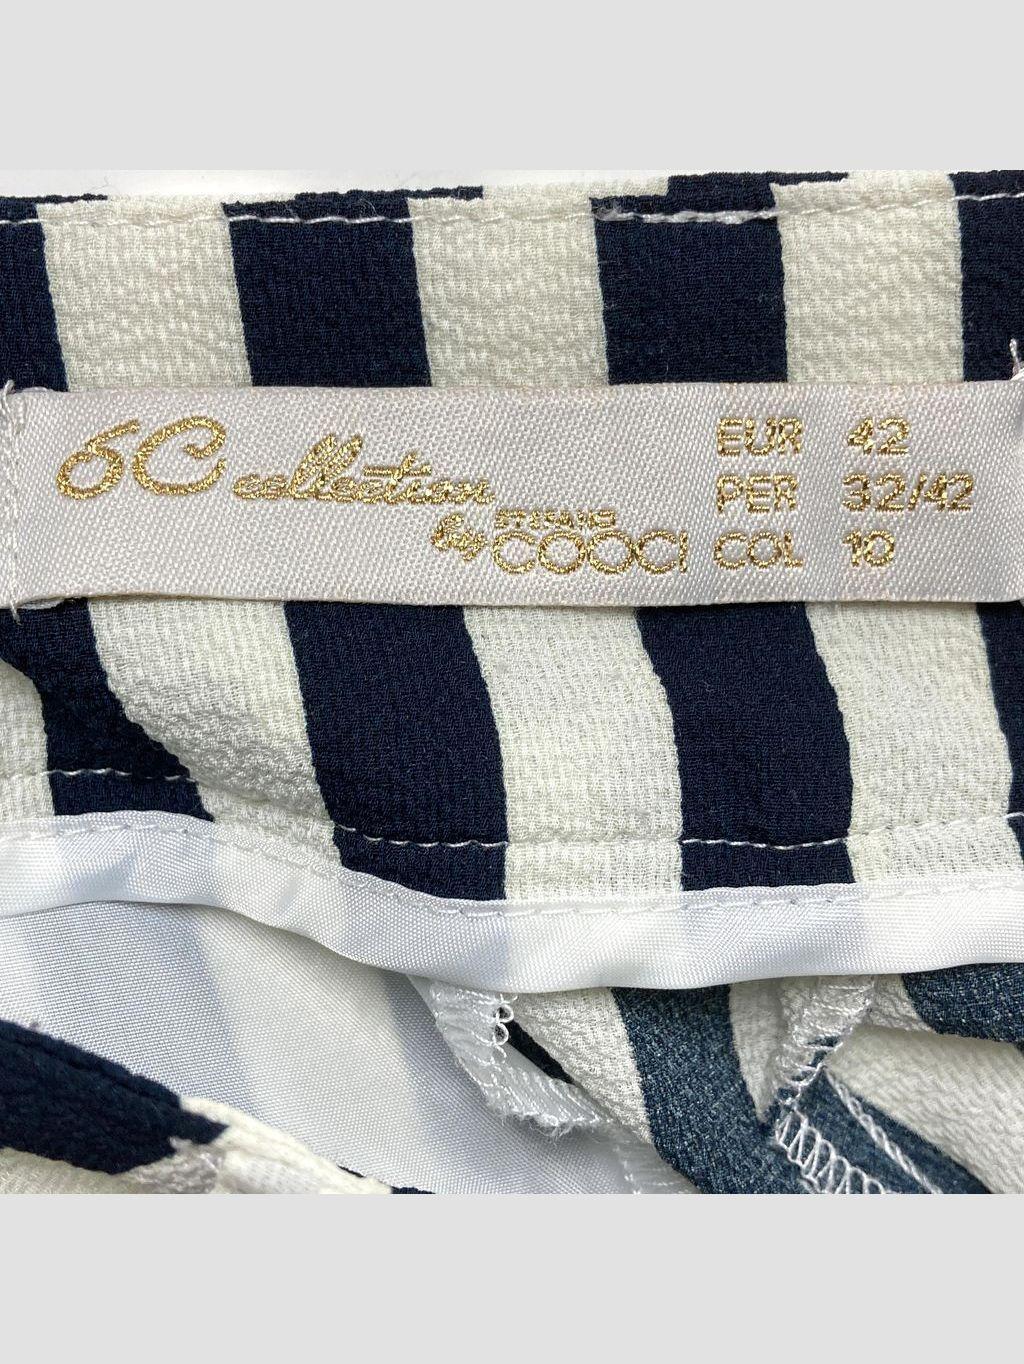 SC collection
by COOCI
EUR 42
PER 32/42
COL 10